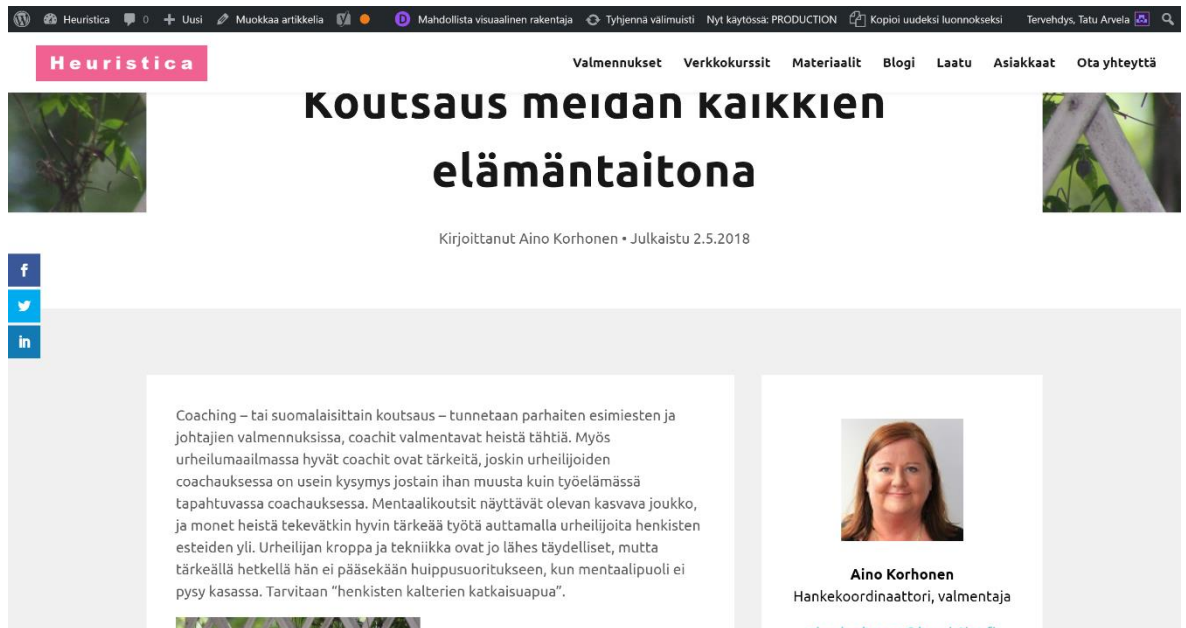 Heuristica 0 Uusi Muokkaa artikkelia Mahdollista visuaalinen rakentaja Tyhjennä välimuisti Nyt käytössä: PRODUCTION Kopioi uudeksi luonnokseksi Tervehdys, Tatu Arvela
Heuristica
Valmennukset Verkkokurssit Materiaalit Blogi Laatu Asiakkaat Ota yhteyttä
Koutsaus meidän kaikkien
elämäntaitona
Kirjoittanut Aino Korhonen • Julkaistu 2.5.2018
Coaching – tai suomalaisittain koutsaus – tunnetaan parhaiten esimiesten ja
johtajien valmennuksissa, coachit valmentavat heistä tähtiä. Myös
urheilumaailmassa hyvät coachit ovat tärkeitä, joskin urheilijoiden
coachauksessa on usein kysymys jostain ihan muusta kuin työelämässä
tapahtuvassa coachauksessa. Mentaalikoutsit näyttävät olevan kasvava joukko,
ja monet heistä tekevätkin hyvin tärkeää työtä auttamalla urheilijoita henkisten
esteiden yli. Urheilijan kroppa ja tekniikka ovat jo lähes täydelliset, mutta
tärkeällä hetkellä hän ei pääsekään huippusuoritukseen, kun mentaalipuoli ei
pysy kasassa. Tarvitaan "henkisten kalterien katkaisuapua".
Aino Korhonen
Hankekoordinaattori, valmentaja